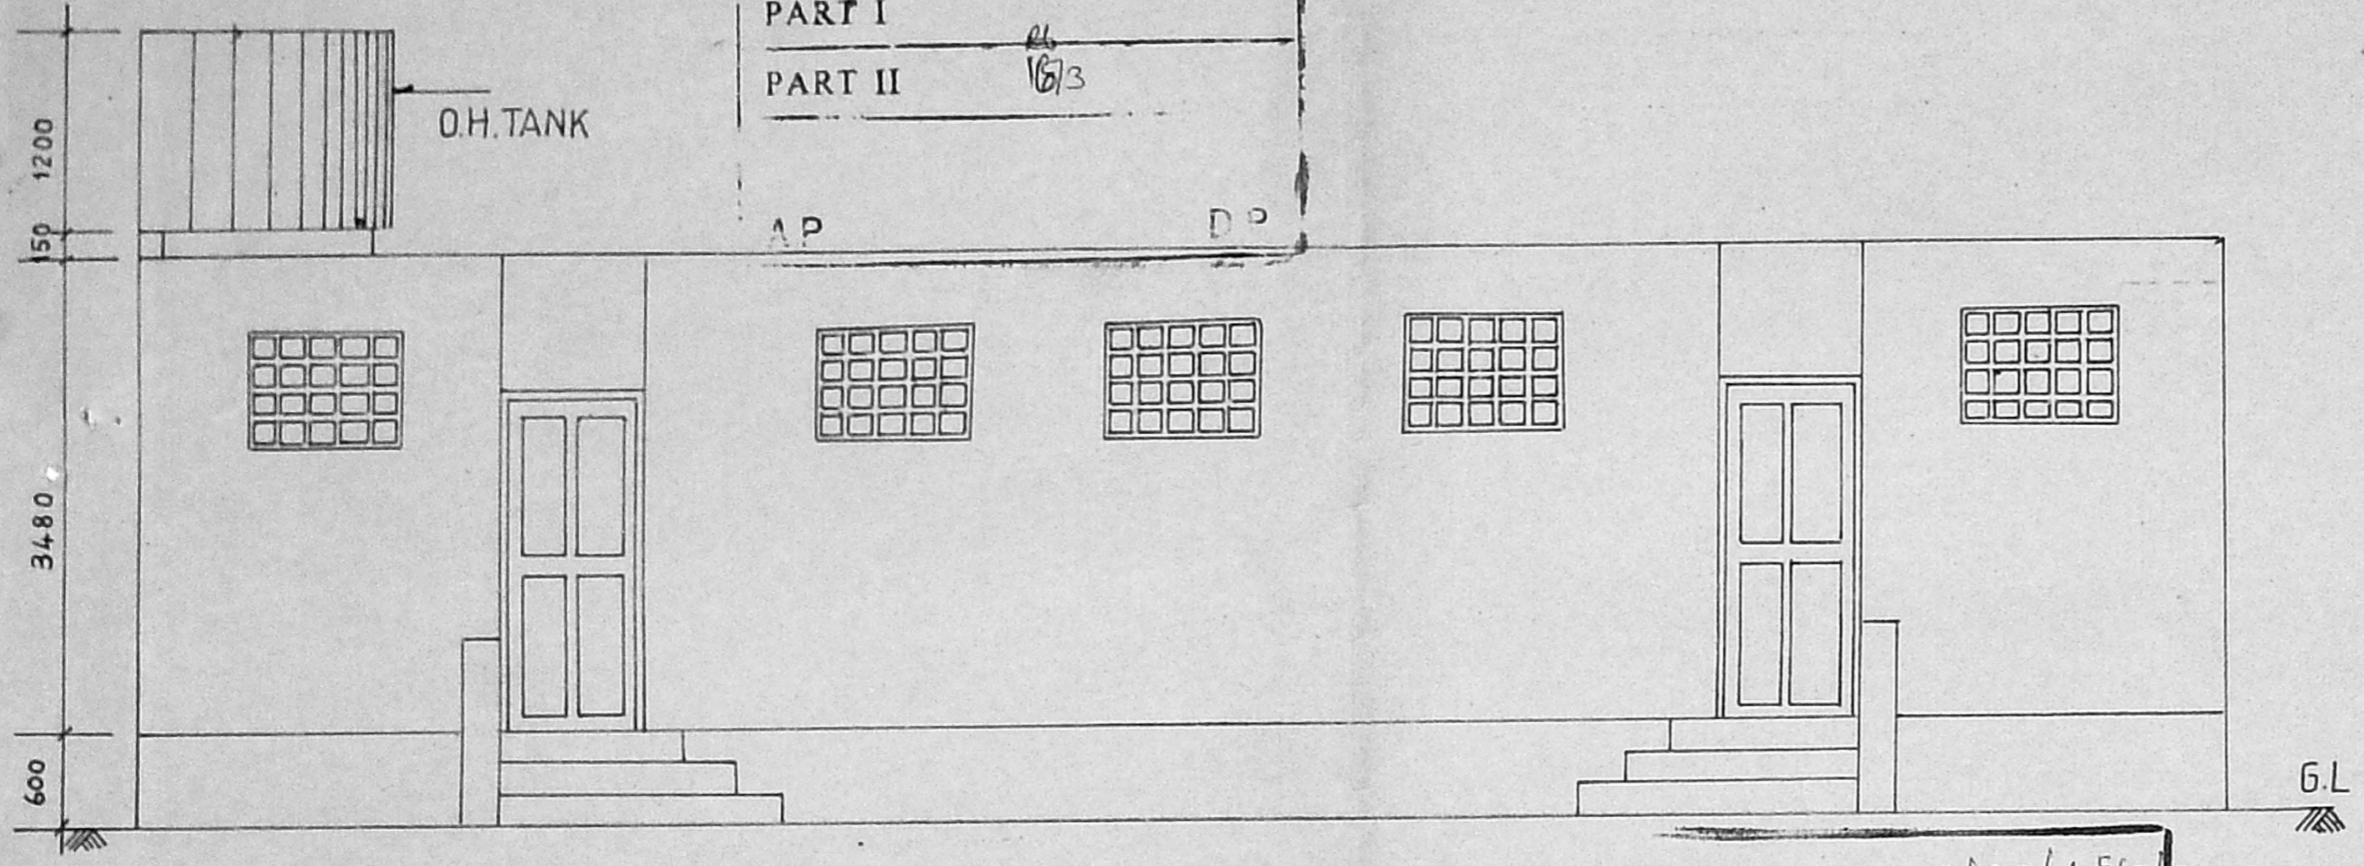 PART I
PART II
O.H. TANK
1200
A P
D P
150
3480
600
G.L